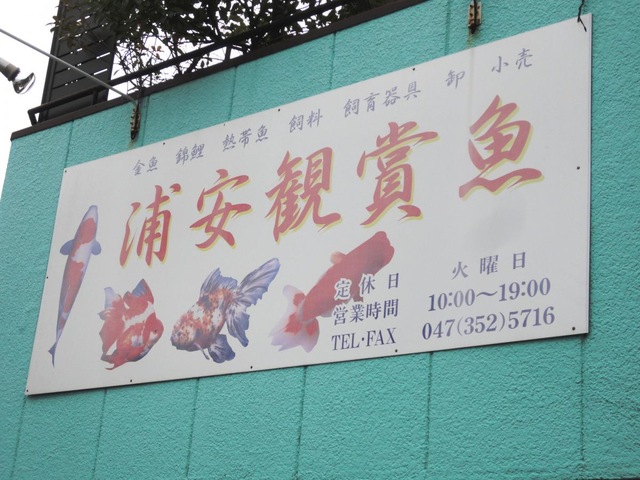 金魚 錦鯉 熱帯魚 飼料 飼育器具 卸 小売
浦安観賞魚
定休日 火曜日
営業時間 10:00～19:00
TEL・FAX 047(352)5716